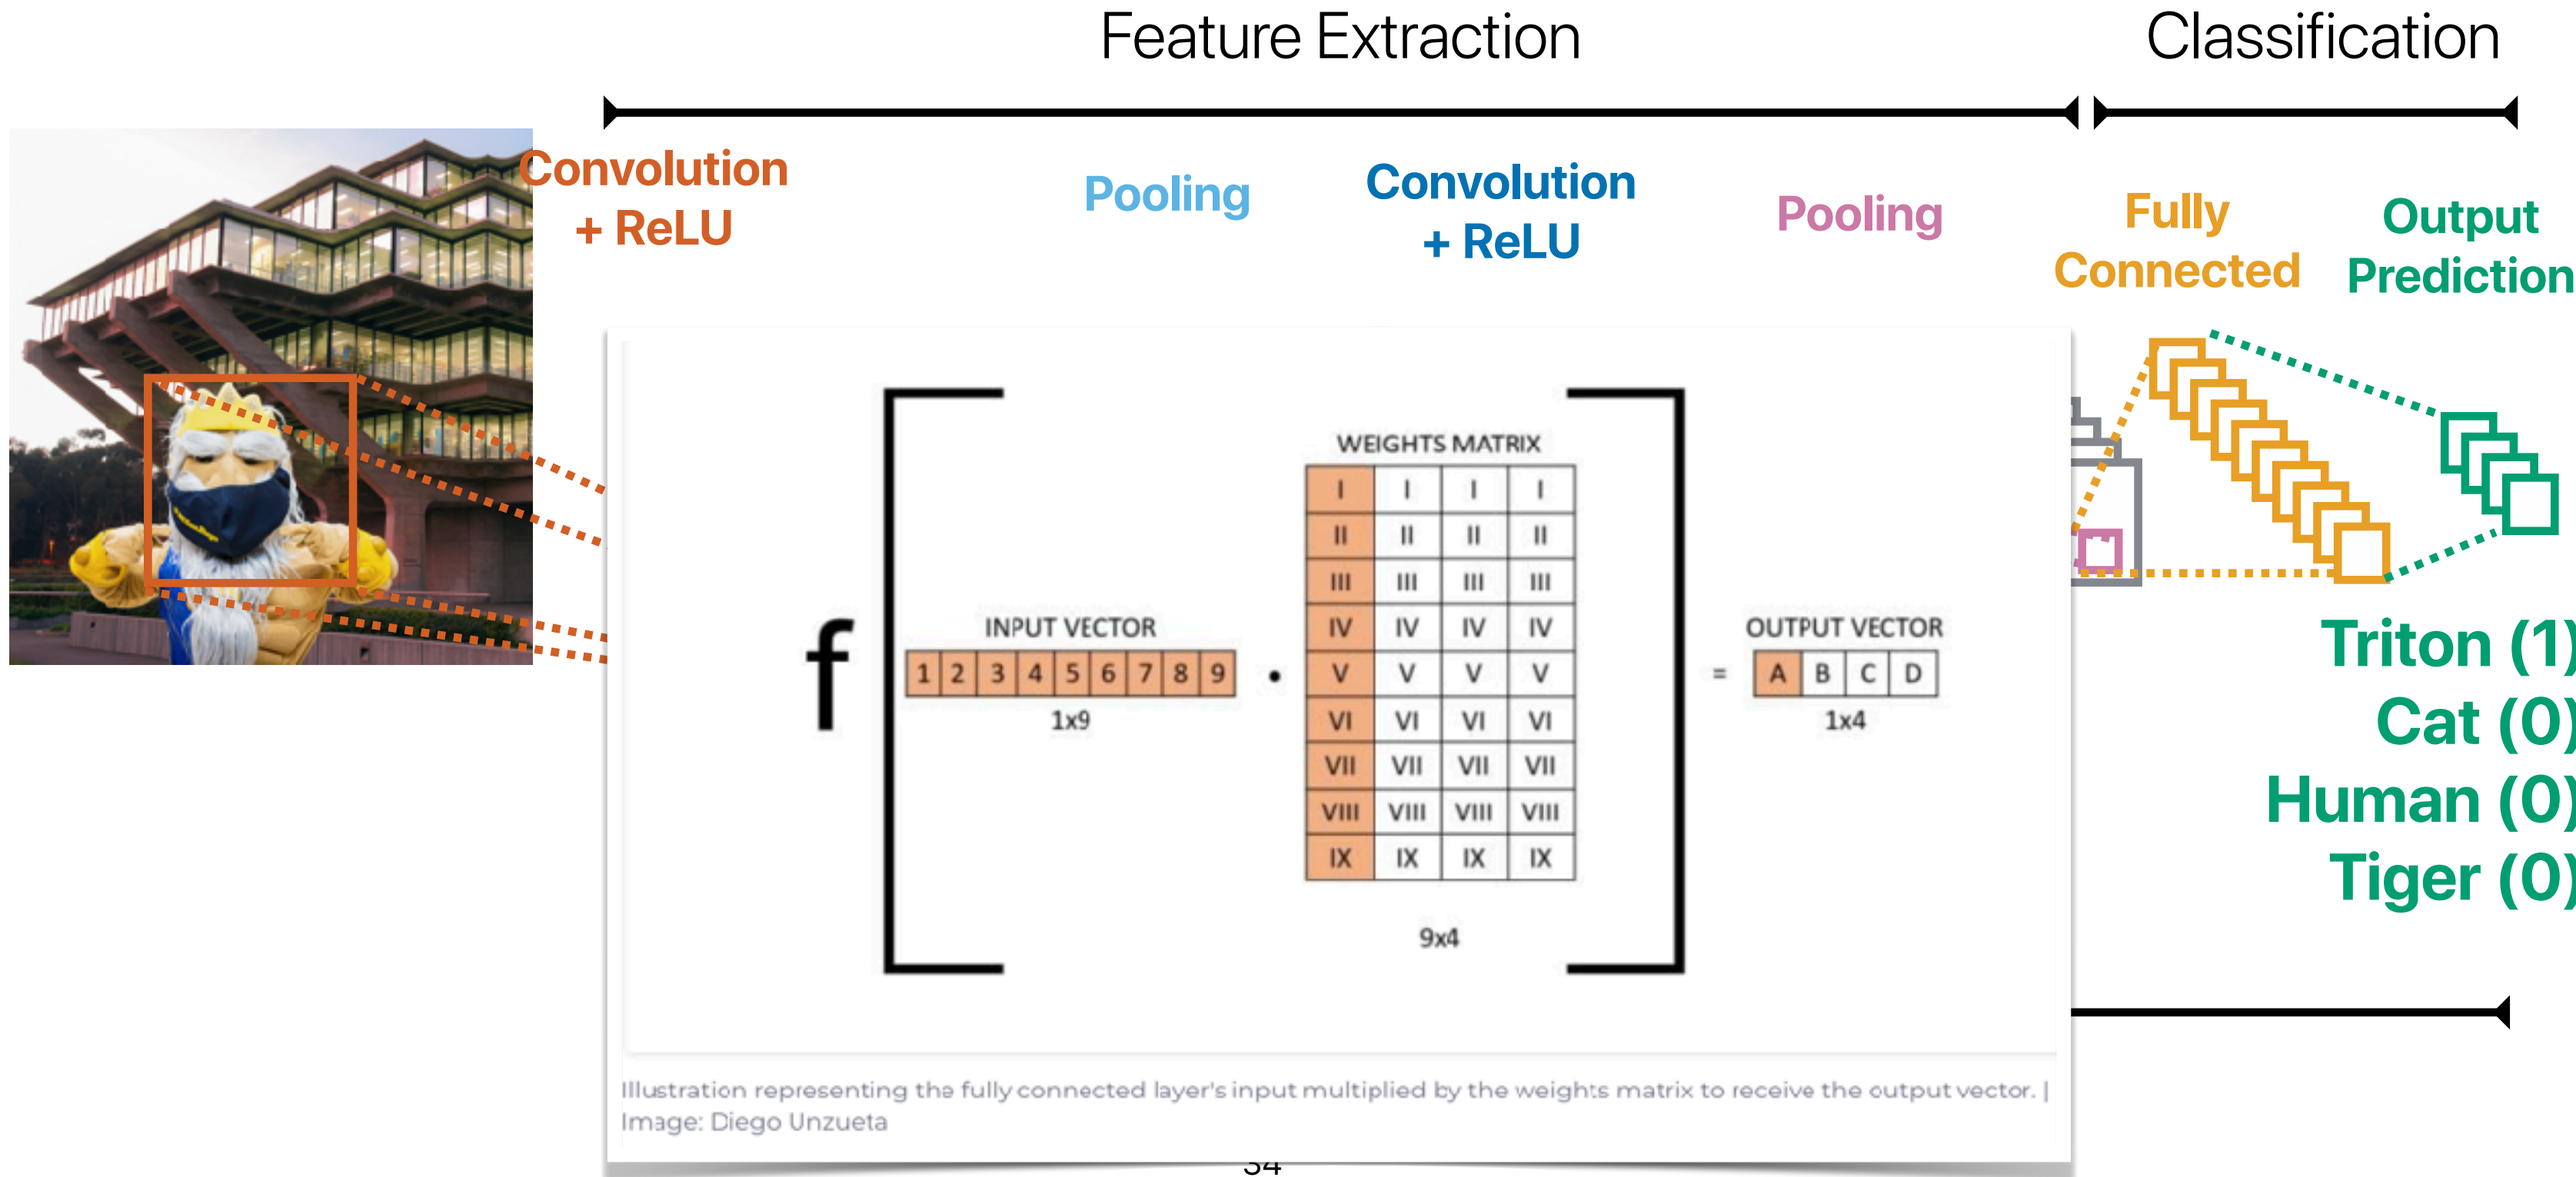 Feature Extraction
Classification
Convolution
+ ReLU
Pooling
Convolution
+ ReLU
Pooling
Fully
Connected
Output
Prediction
f
INPUT VECTOR
1 2 3 4 5 6 7 8 9
1x9
•
WEIGHTS MATRIX
I I I I
II II II II
III III III III
IV IV IV IV
V V V V
VI VI VI VI
VII VII VII VII
VIII VIII VIII VIII
IX IX IX IX
9x4
=
OUTPUT VECTOR
A B C D
1x4
Triton (1)
Cat (0)
Human (0)
Tiger (0)
Illustration representing the fully connected layer's input multiplied by the weights matrix to receive the output vector. |
Image: Diego Unzueta
34